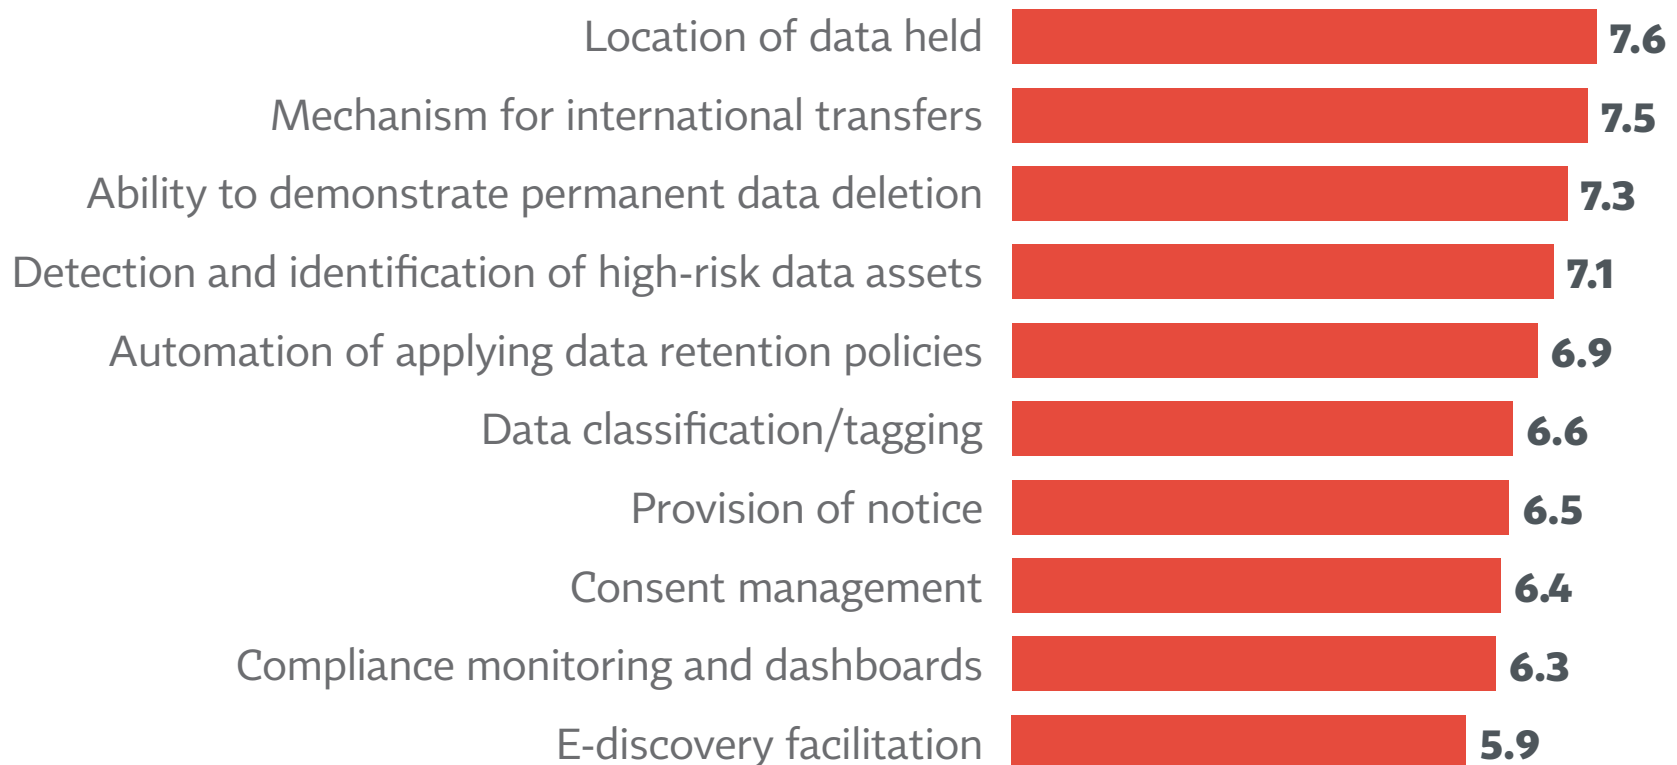 Location of data held 7.6
Mechanism for international transfers 7.5
Ability to demonstrate permanent data deletion 7.3
Detection and identification of high-risk data assets 7.1
Automation of applying data retention policies 6.9
Data classification/tagging 6.6
Provision of notice 6.5
Consent management 6.4
Compliance monitoring and dashboards 6.3
E-discovery facilitation 5.9